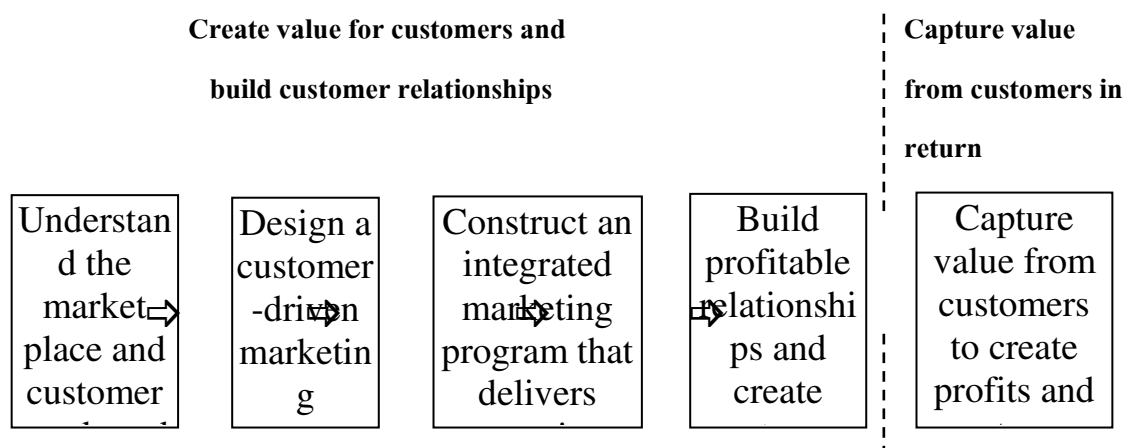 Create value for customers and
build customer relationships
Capture value
from customers in
return
Understan
d the
market
place and
customer
Design a
customer
-driven
marketin
g
Construct an
integrated
marketing
program that
delivers
Build
profitable
relationshi
ps and
create
Capture
value from
customers
to create
profits and